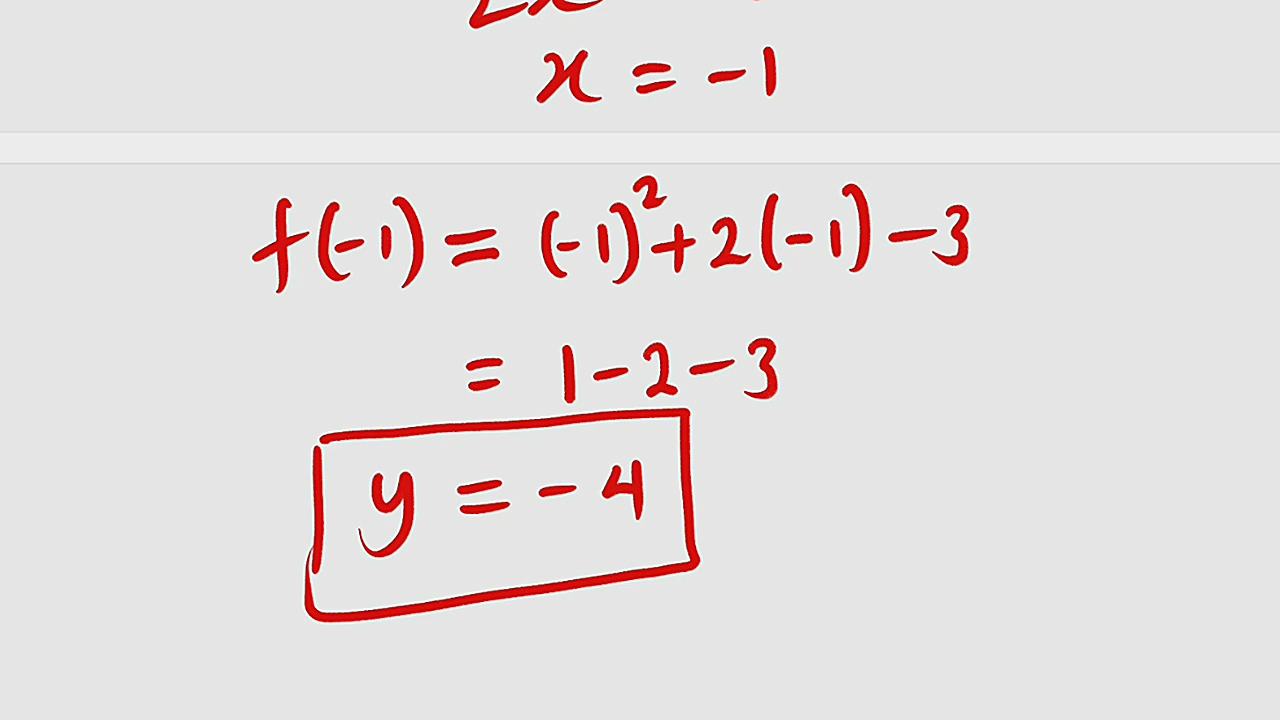 x = -1
f(-1) = (-1)²+2(-1)-3
= 1-2-3
y = -4